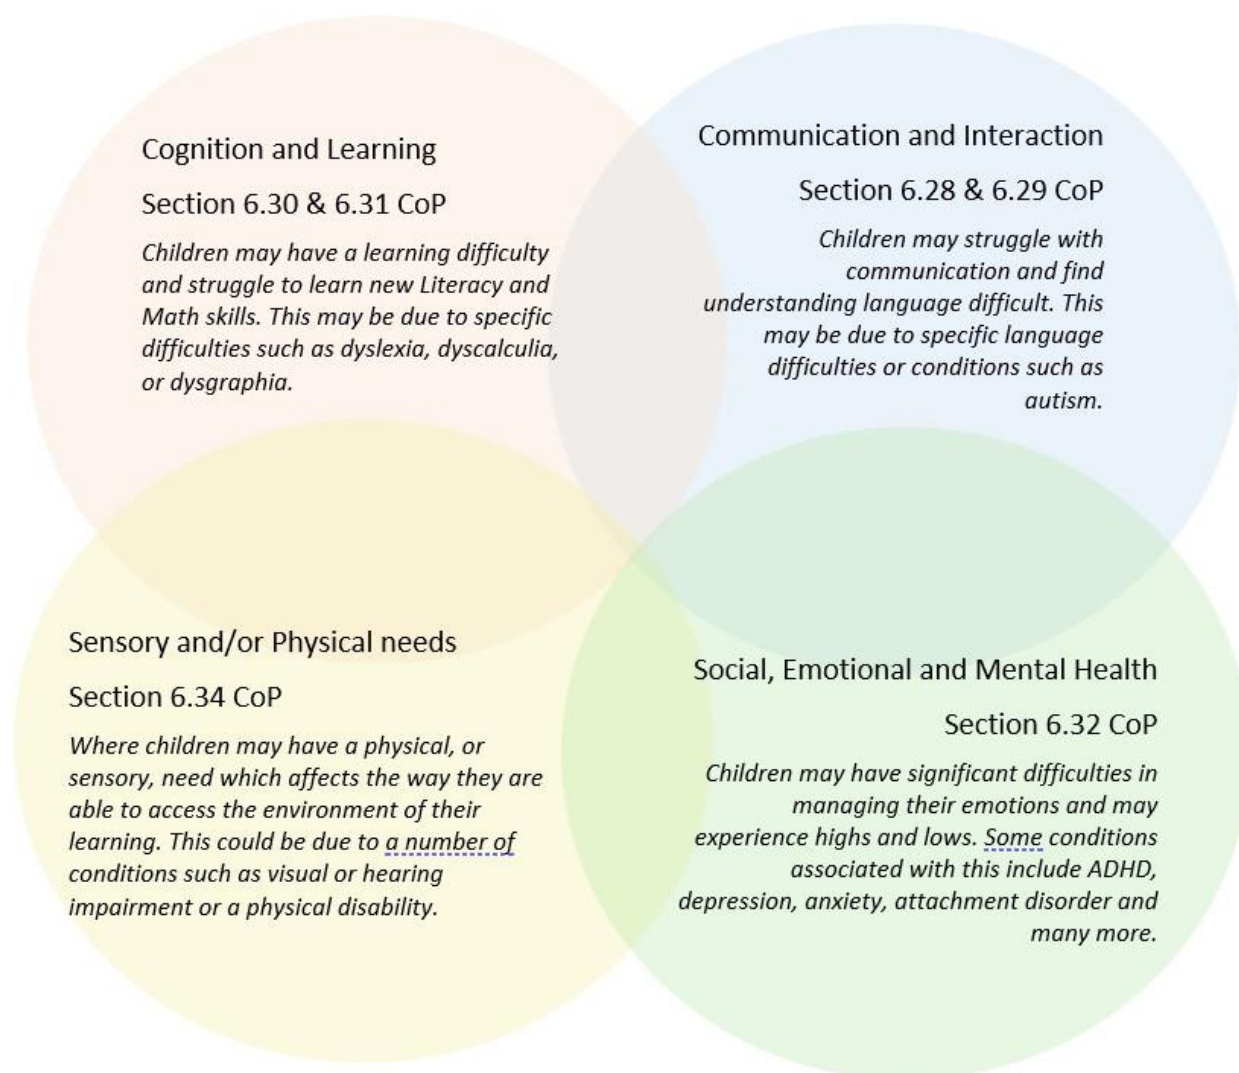 Cognition and Learning
Section 6.30 & 6.31 CoP
Children may have a learning difficulty
and struggle to learn new Literacy and
Math skills. This may be due to specific
difficulties such as dyslexia, dyscalculia,
or dysgraphia.
Communication and Interaction
Section 6.28 & 6.29 CoP
Children may struggle with
communication and find
understanding language difficult. This
may be due to specific language
difficulties or conditions such as
autism.
Sensory and/or Physical needs
Section 6.34 CoP
Where children may have a physical, or
sensory, need which affects the way they are
able to access the environment of their
learning. This could be due to a number of
conditions such as visual or hearing
impairment or a physical disability.
Social, Emotional and Mental Health
Section 6.32 CoP
Children may have significant difficulties in
managing their emotions and may
experience highs and lows. Some conditions
associated with this include ADHD,
depression, anxiety, attachment disorder and
many more.